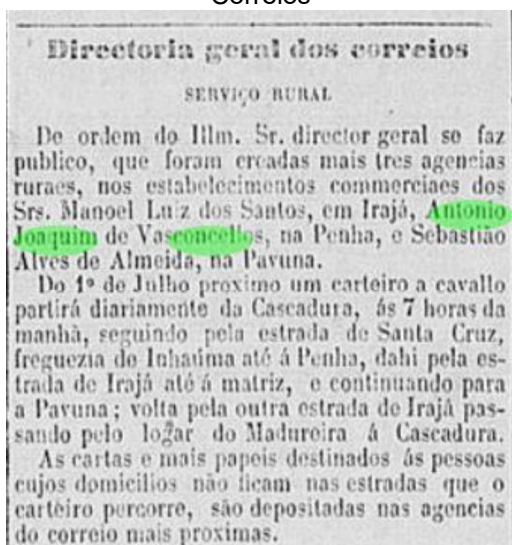 Correios
Directoria geral dos correios
SERVIÇO RURAL
De ordem do Illm. Sr. director geral se faz
publico, que foram creadas mais tres agencias
ruraes, nos estabelecimentos commerciaes dos
Srs. Manoel Luiz dos Santos, em Irajá, Antonio
Joaquim de Vasconcellos, na Penha, e Sebastião
Alves de Almeida, na Pavuna.
Do 1º de Julho proximo um carteiro a cavallo
partirá diariamente da Cascadura, ás 7 horas da
manhã, seguindo pela estrada de Santa Cruz,
freguezia de Inhaúma até á Penha, dahi pela es-
trada de Irajá até á matriz, e continuando para
a Pavuna; volta pela outra estrada de Irajá pas-
sando pelo logar do Madureira á Cascadura.
As cartas e mais papeis destinados ás pessoas
cujos domicilios não ficam nas estradas que o
carteiro percorre, são depositadas nas agencias
do correio mais proximas.